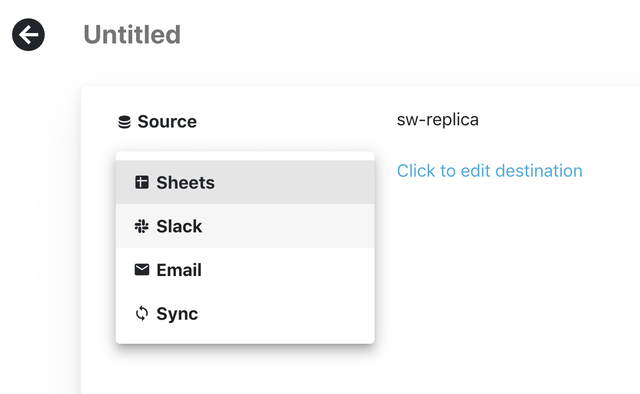 Untitled
Source
sw-replica
Click to edit destination
Sheets
Slack
Email
Sync